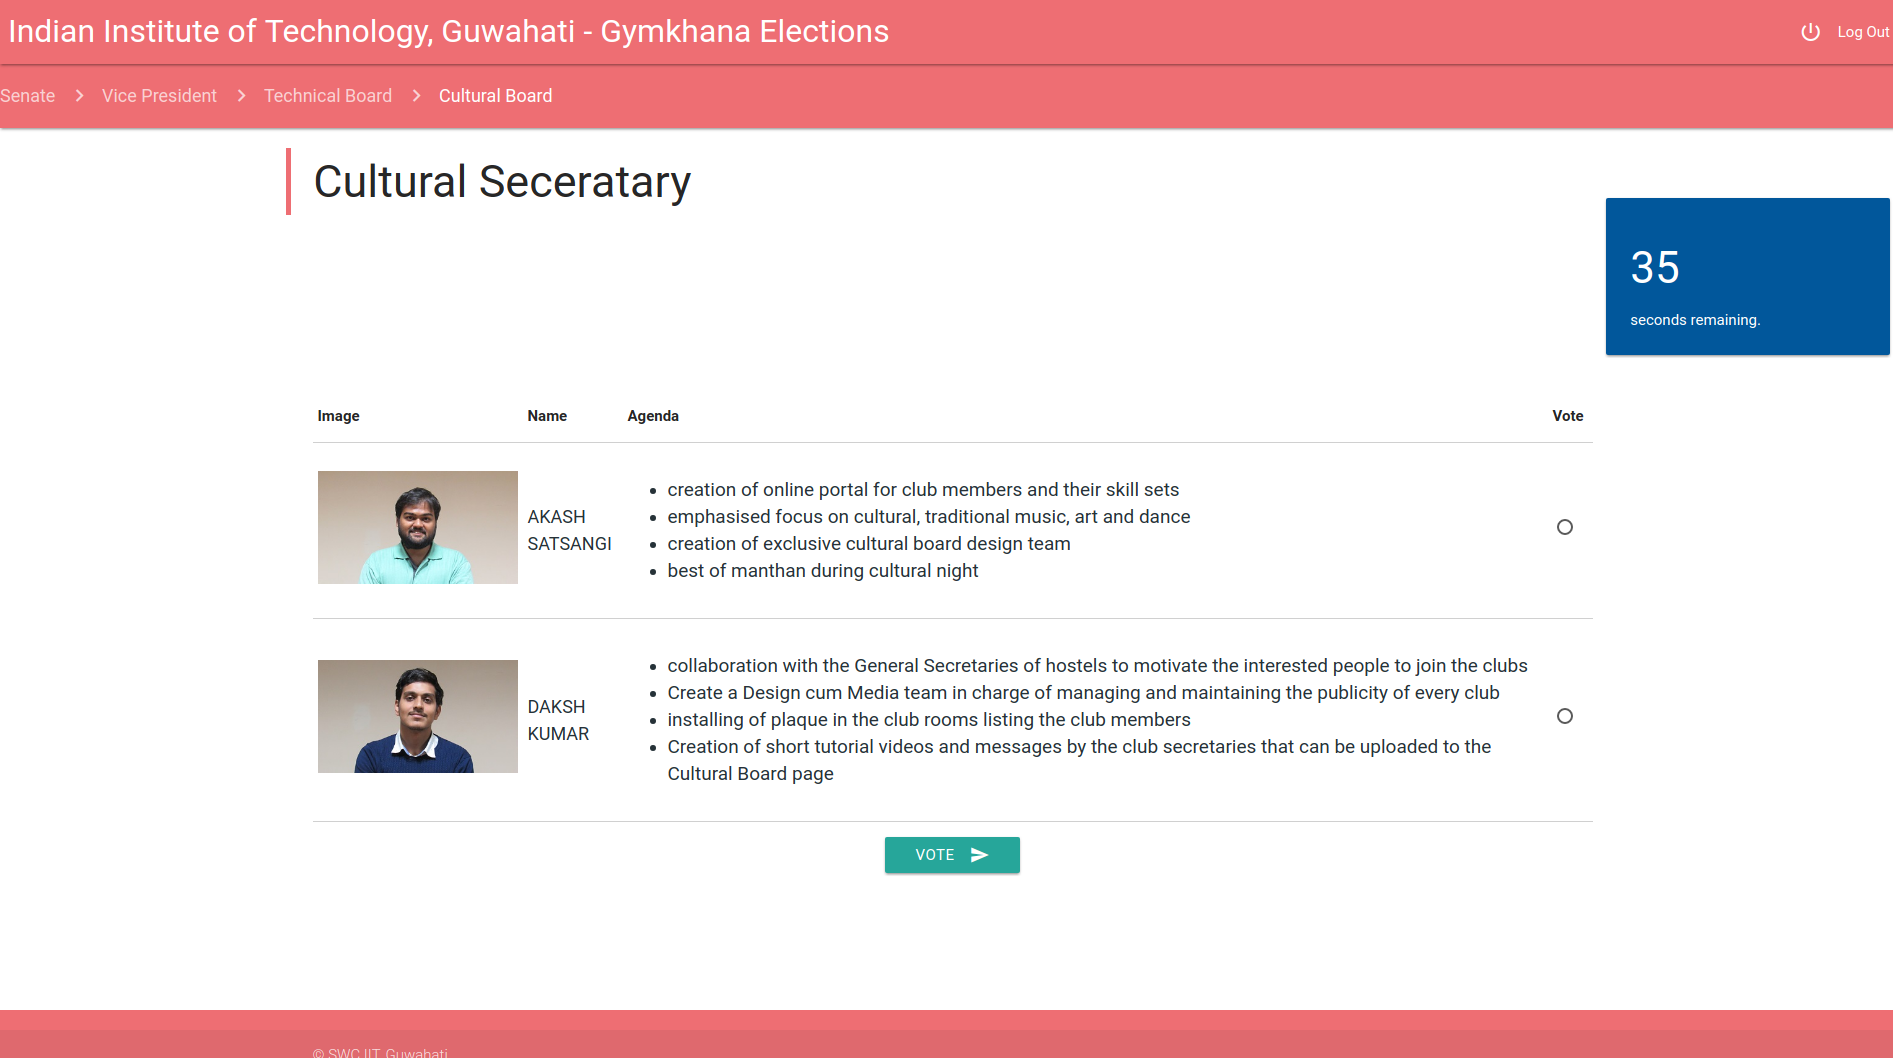 Indian Institute of Technology, Guwahati - Gymkhana Elections
Log Out
Senate > Vice President > Technical Board > Cultural Board
Cultural Seceratary
35
seconds remaining.
Image Name Agenda Vote
AKASH
SATSANGI
• creation of online portal for club members and their skill sets
• emphasised focus on cultural, traditional music, art and dance
• creation of exclusive cultural board design team
• best of manthan during cultural night
DAKSH
KUMAR
• collaboration with the General Secretaries of hostels to motivate the interested people to join the clubs
• Create a Design cum Media team in charge of managing and maintaining the publicity of every club
• installing of plaque in the club rooms listing the club members
• Creation of short tutorial videos and messages by the club secretaries that can be uploaded to the
Cultural Board page
VOTE
© SWC IIT, Guwahati